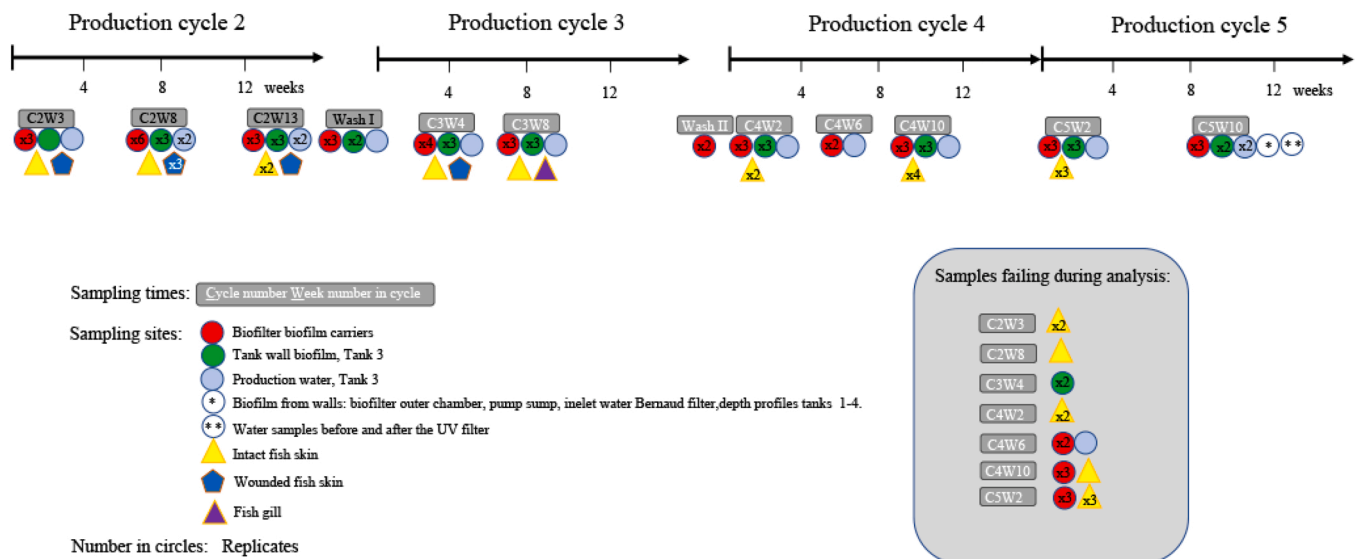 Production cycle 2 Production cycle 3 Production cycle 4 Production cycle 5
4 8 12 weeks 4 8 4 8 12 4 8 12 weeks
C2W3 C2W8 C2W13 Wash I C3W4 C3W8 Wash II C4W2 C4W6 C4W10 C5W2 C5W10
x3 x6 x3 x2 x3 x3 x2 x3 x2 x4 x3 x3 x3 x2 x3 x3 x2 x3 x3 x3 x3 x3 x2 x2 * **
x3 x2 x2 x4 x3
Samples failing during analysis:
Sampling times: Cycle number Week number in cycle
Sampling sites:
Biofilter biofilm carriers
Tank wall biofilm, Tank 3
Production water, Tank 3
* Biofilm from walls: biofilter outer chamber, pump sump, inelet water Bernaud filter,depth profiles tanks 1-4.
** Water samples before and after the UV filter
Intact fish skin
Wounded fish skin
Fish gill
Number in circles: Replicates
C2W3 x2
C2W8
C3W4 x2
C4W2 x2
C4W6 x2
C4W10 x3
C5W2 x3 x3